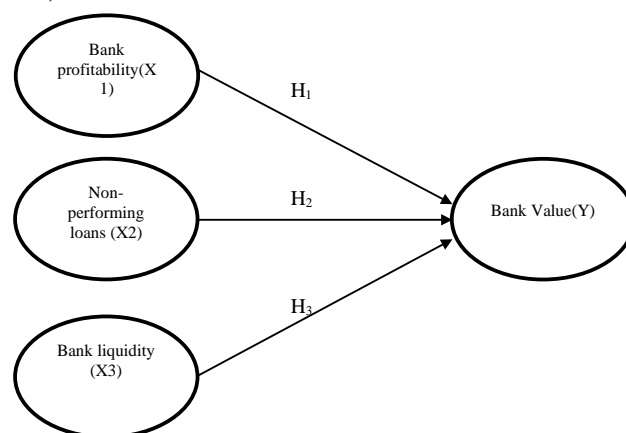 Bank
profitability(X
1)
H₁
Non-
performing
loans (X2)
H₂
Bank Value(Y)
H₃
Bank liquidity
(X3)